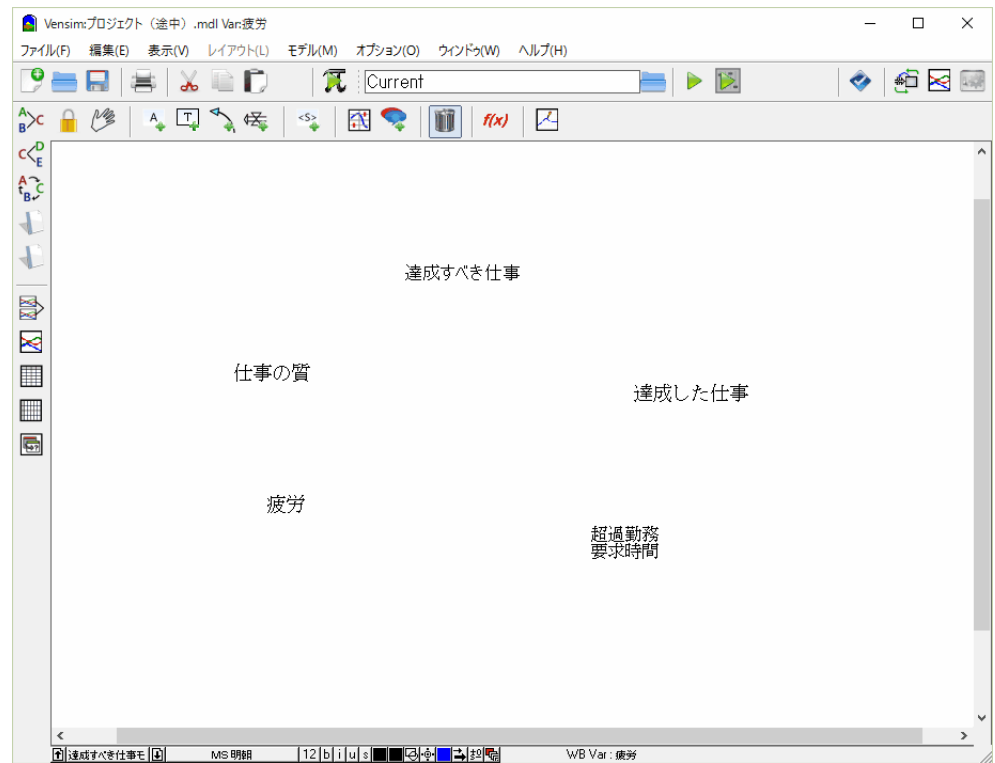 Vensim:プロジェクト（途中）.mdl Var:疲労
ファイル(F) 編集(E) 表示(V) レイアウト(L) モデル(M) オプション(O) ウィンドウ(W) ヘルプ(H)
Current
A B C A T <S> f(x)
C D E
A B C
達成すべき仕事
仕事の質
達成した仕事
疲労
超過勤務
要求時間
達成すべき仕事モ MS 明朝 12 b i u s WB Var : 疲労